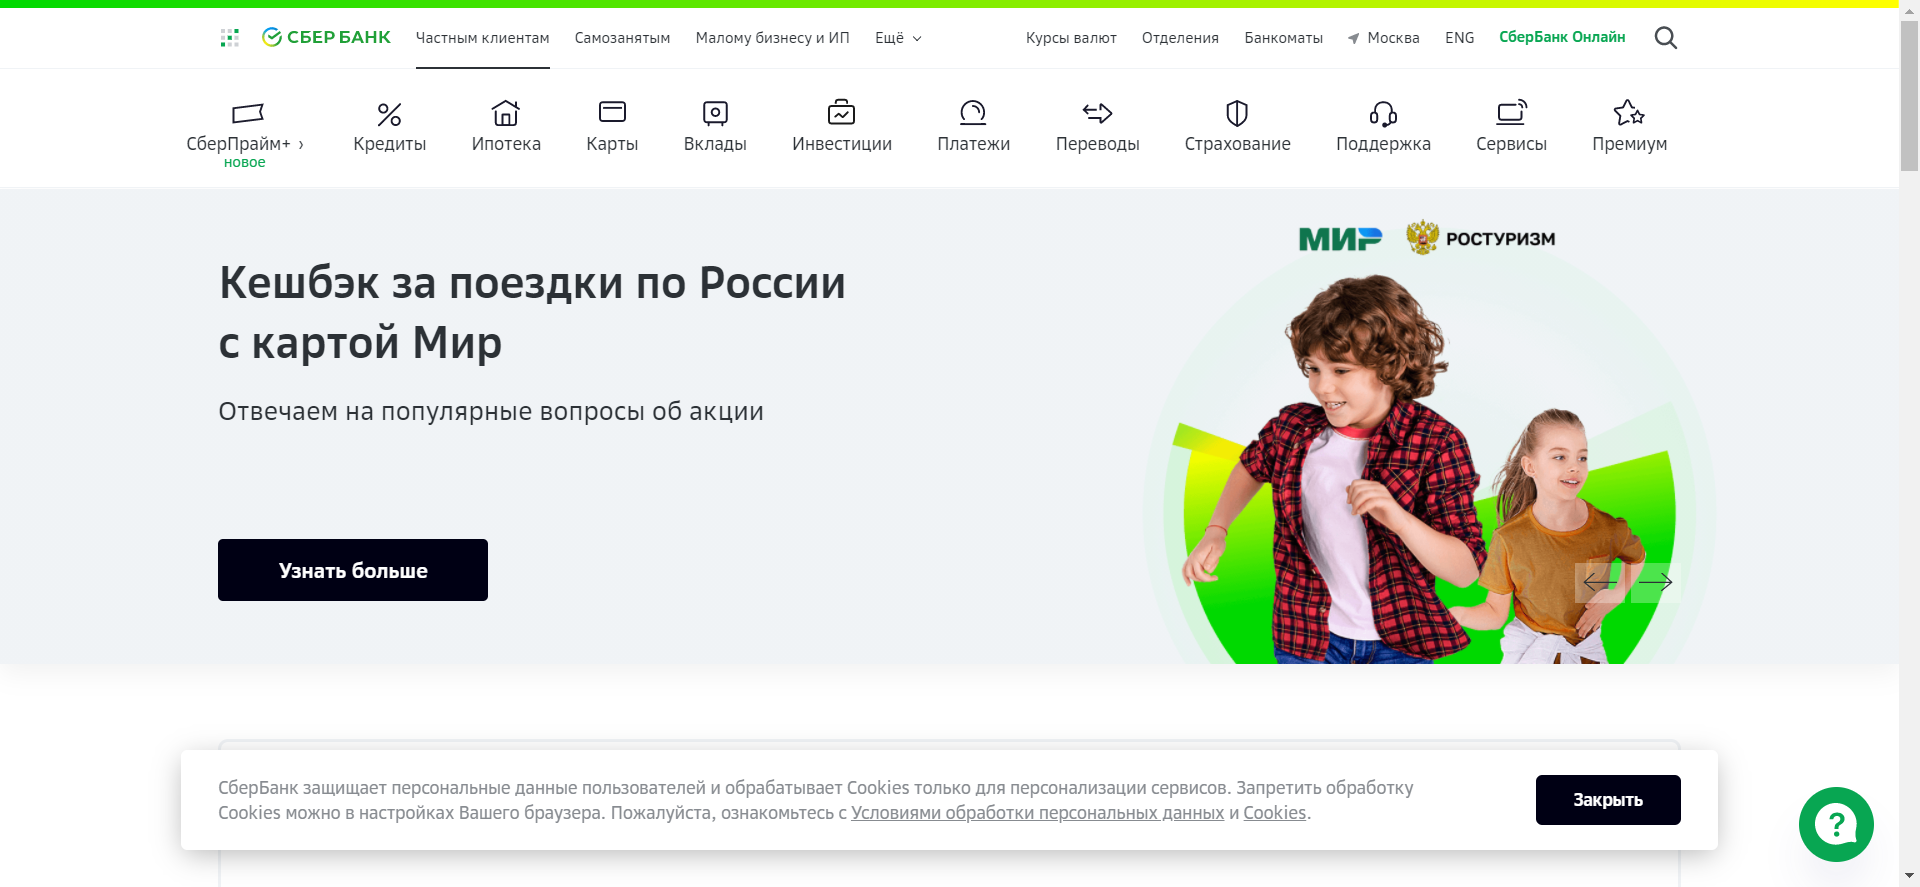 СБЕР БАНК
Частным клиентам
Самозанятым
Малому бизнесу и ИП
Ещё
Курсы валют
Отделения
Банкоматы
Москва
ENG
СберБанк Онлайн
СберПрайм+ ›
новое
Кредиты
Ипотека
Карты
Вклады
Инвестиции
Платежи
Переводы
Страхование
Поддержка
Сервисы
Премиум
МИР
РОСТУРИЗМ
Кешбэк за поездки по России
с картой Мир
Отвечаем на популярные вопросы об акции
Узнать больше
СберБанк защищает персональные данные пользователей и обрабатывает Cookies только для персонализации сервисов. Запретить обработку
Cookies можно в настройках Вашего браузера. Пожалуйста, ознакомьтесь с Условиями обработки персональных данных и Cookies.
Закрыть
?